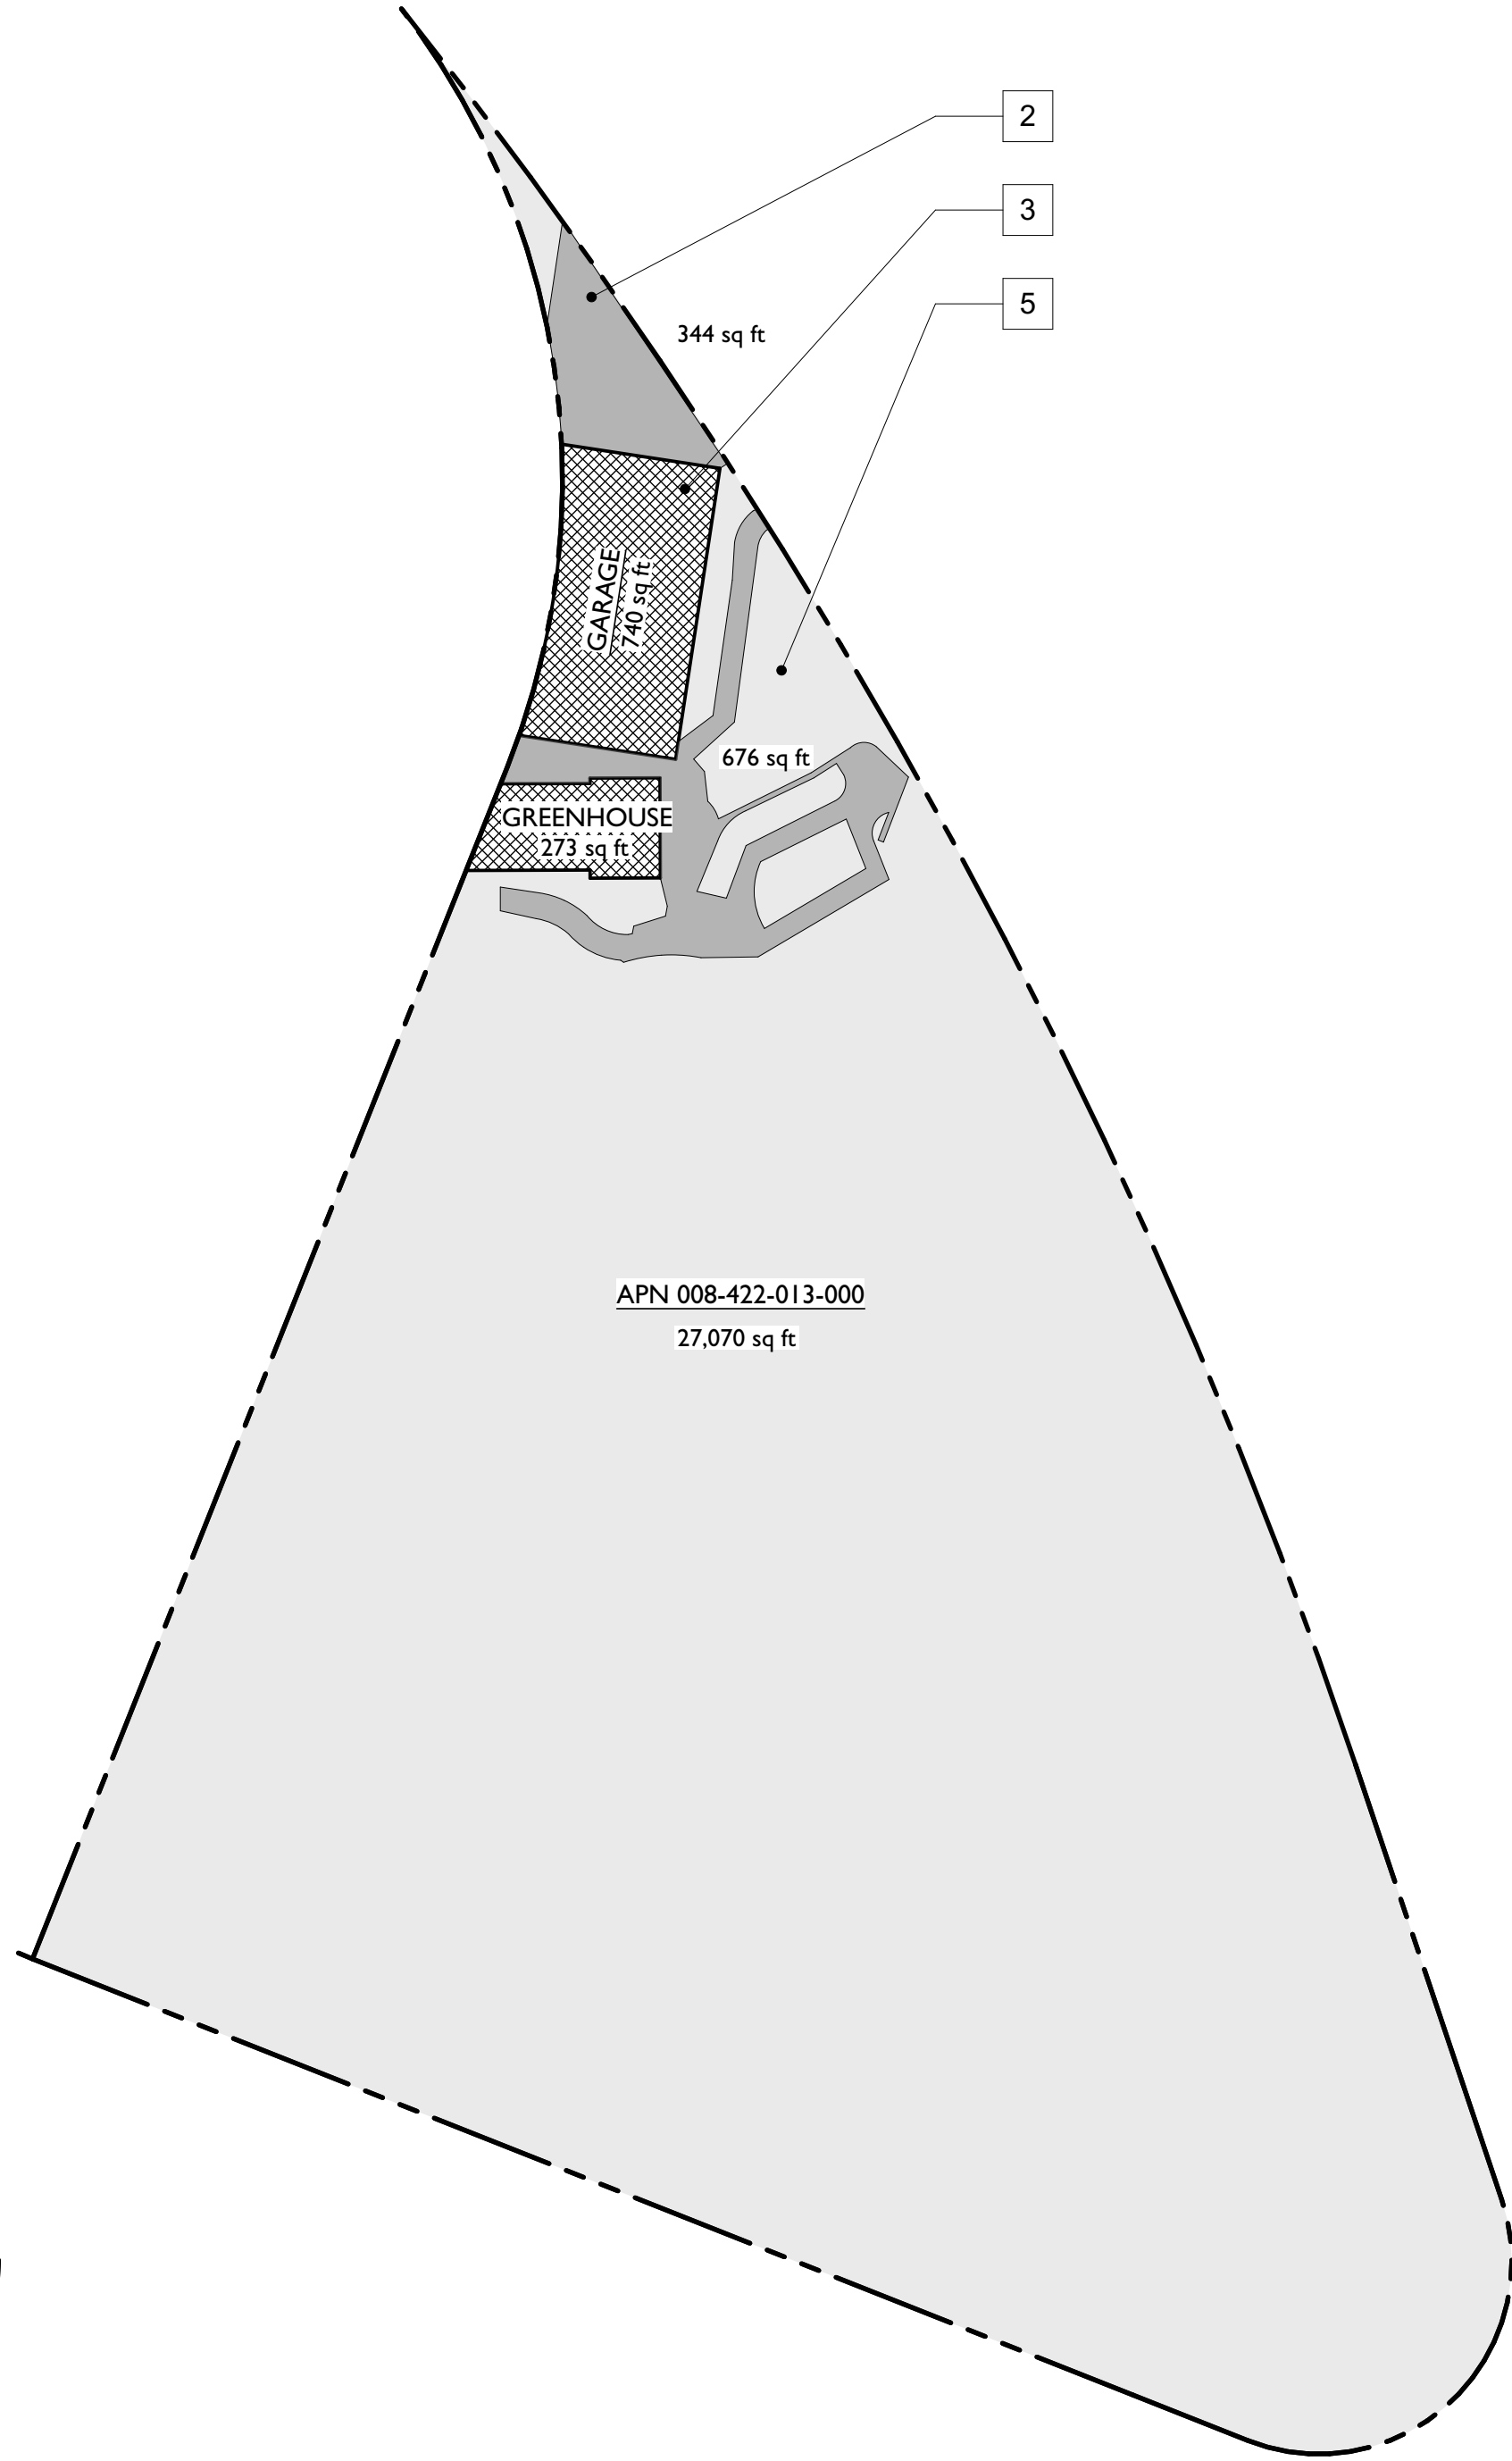 2
3
5
344 sq ft
GARAGE
740 sq ft
676 sq ft
GREENHOUSE
273 sq ft
APN 008-422-013-000
27,070 sq ft